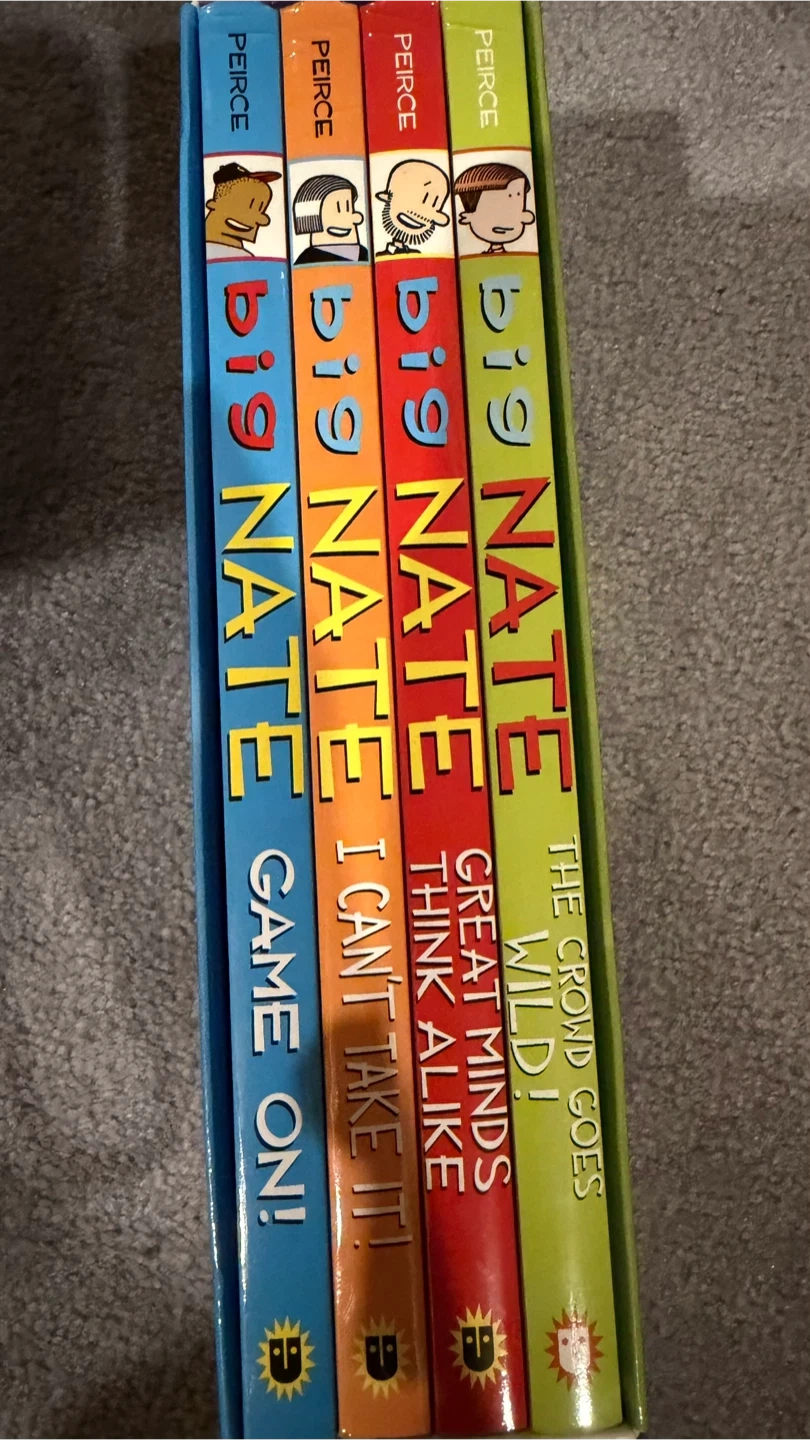 PEIRCE
big NATE
GAME ON!
PEIRCE
big NATE
I CAN'T TAKE IT!
PEIRCE
big NATE
GREAT MINDS
THINK ALIKE
PEIRCE
big NATE
THE CROWD GOES
WILD!